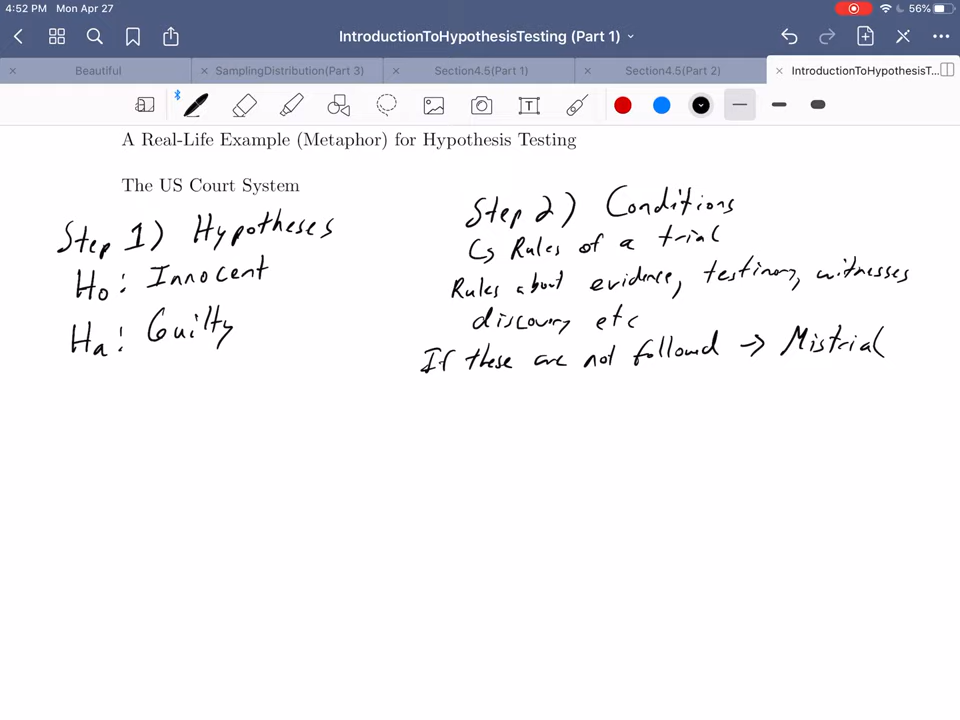 4:52 PM Mon Apr 27
56%
IntroductionToHypothesisTesting (Part 1)
Beautiful
SamplingDistribution(Part 3)
Section4.5(Part 1)
Section4.5(Part 2)
IntroductionToHypothesisT...
A Real-Life Example (Metaphor) for Hypothesis Testing
The US Court System
Step 1) Hypotheses
Ho: Innocent
Ha: Guilty
Step 2) Conditions
↳ Rules of a trial
Rules about evidence, testimony, witnesses
discovery etc
If these are not followed → Mistrial